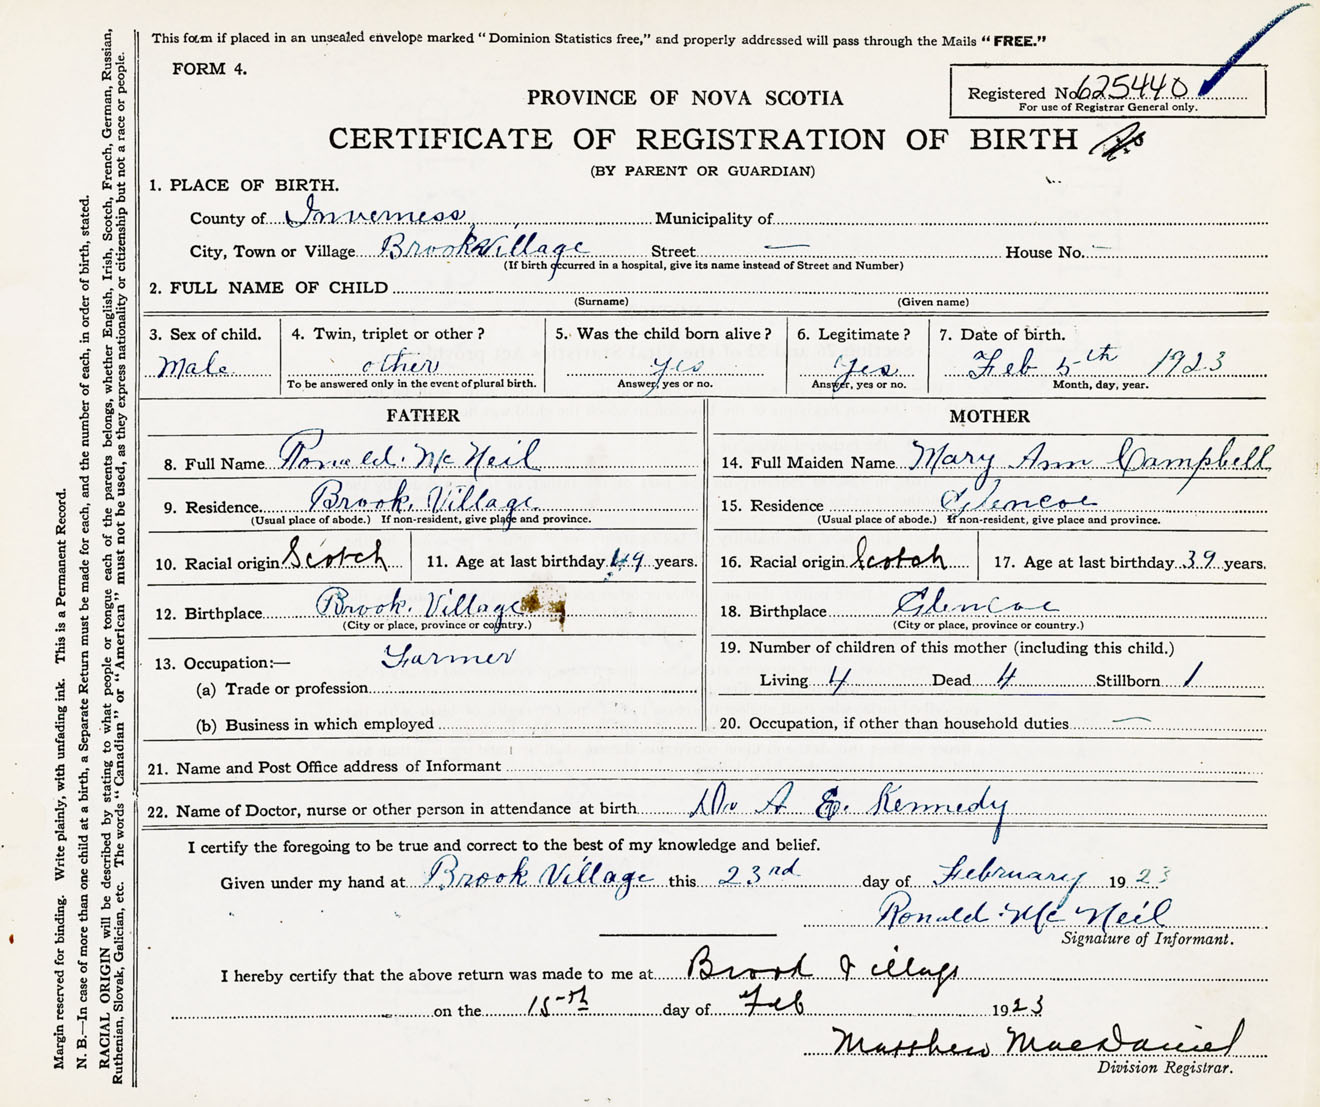 This form if placed in an unsealed envelope marked "Dominion Statistics free," and properly addressed will pass through the Mails "FREE."
FORM 4.
Registered No. 625440
For use of Registrar General only.
PROVINCE OF NOVA SCOTIA
CERTIFICATE OF REGISTRATION OF BIRTH
(BY PARENT OR GUARDIAN)
1. PLACE OF BIRTH.
County of Inverness Municipality of
City, Town or Village Brook Village Street — House No. —
(If birth occurred in a hospital, give its name instead of Street and Number)
2. FULL NAME OF CHILD
(Surname) (Given name)
3. Sex of child. 4. Twin, triplet or other? 5. Was the child born alive? 6. Legitimate? 7. Date of birth.
Male other Yes Yes Feb 5th 1923
To be answered only in the event of plural birth. Answer, yes or no. Answer, yes or no. Month, day, year.
FATHER
8. Full Name Ronald Mc Neil
9. Residence. Brook Village
(Usual place of abode.) If non-resident, give place and province.
10. Racial origin Scotch 11. Age at last birthday 49 years.
12. Birthplace Brook Village
(City or place, province or country.)
13. Occupation:— Farmer
(a) Trade or profession
(b) Business in which employed
MOTHER
14. Full Maiden Name Mary Ann Campbell
15. Residence Glencoe
(Usual place of abode.) If non-resident, give place and province.
16. Racial origin Scotch 17. Age at last birthday 39 years.
18. Birthplace Glencoe
(City or place, province or country.)
19. Number of children of this mother (including this child.)
Living 4 Dead 4 Stillborn 1
20. Occupation, if other than household duties —
21. Name and Post Office address of Informant
22. Name of Doctor, nurse or other person in attendance at birth Dr A E. Kennedy
I certify the foregoing to be true and correct to the best of my knowledge and belief.
Given under my hand at Brook Village this 23rd day of February 1923
Ronald Mc Neil
Signature of Informant.
I hereby certify that the above return was made to me at Brook Village
on the 15th day of Feb 1923
Matthew MacDaniel
Division Registrar.
Margin reserved for binding. Write plainly, with unfading ink. This is a Permanent Record.
N. B.—In case of more than one child at a birth, a Separate Return must be made for each, and the number of each, in order of birth, stated.
RACIAL ORIGIN will be described by stating to what people or tongue each of the parents belongs, whether English, Irish, Scotch, French, German, Russian,
Ruthenian, Slovak, Galician, etc. The words "Canadian" or "American" must not be used, as they express nationality or citizenship but not a race or people.